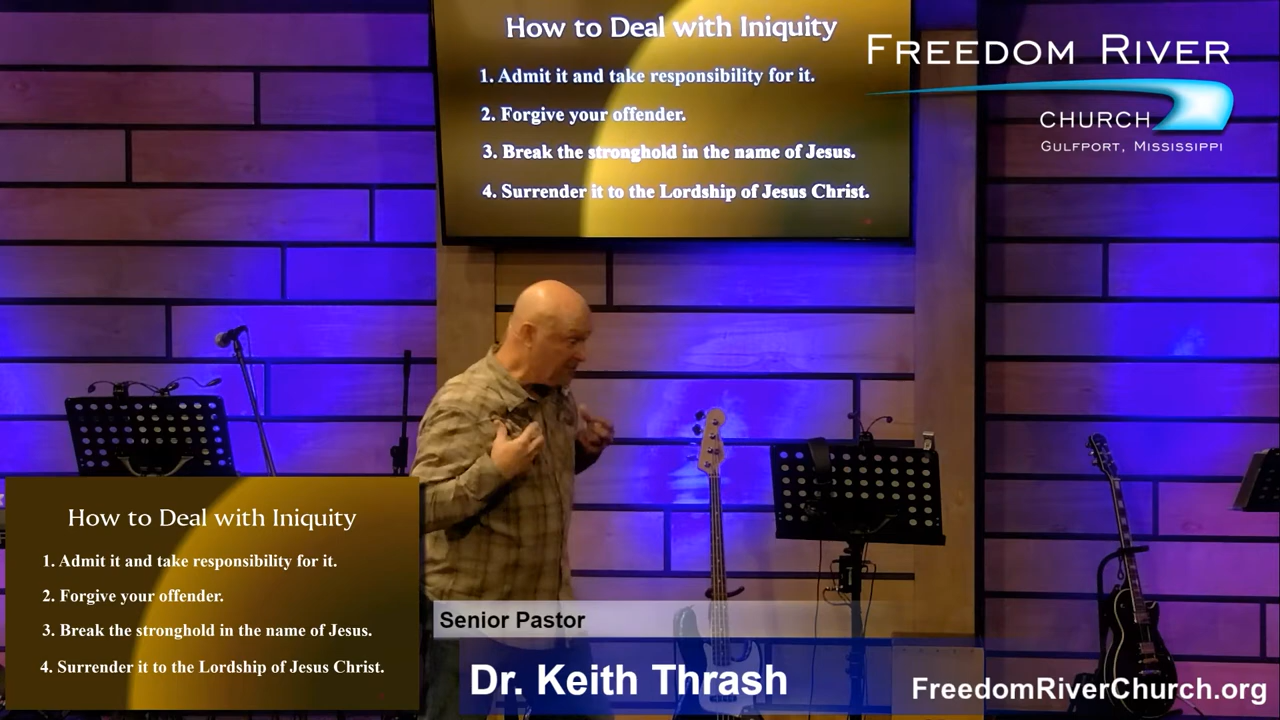 How to Deal with Iniquity
1. Admit it and take responsibility for it.
2. Forgive your offender.
3. Break the stronghold in the name of Jesus.
4. Surrender it to the Lordship of Jesus Christ.
FREEDOM RIVER
CHURCH
GULFPORT, MISSISSIPPI
How to Deal with Iniquity
1. Admit it and take responsibility for it.
2. Forgive your offender.
3. Break the stronghold in the name of Jesus.
4. Surrender it to the Lordship of Jesus Christ.
Senior Pastor
Dr. Keith Thrash
FreedomRiverChurch.org